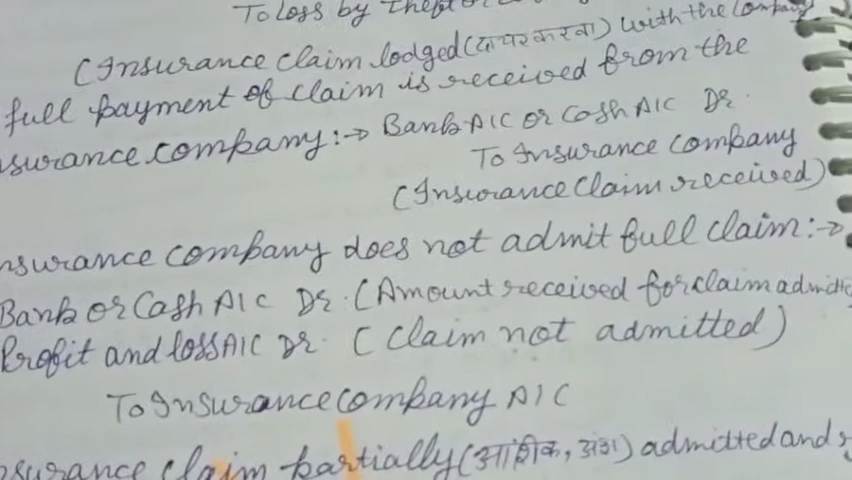 To Loss by theft or
(Insurance claim lodged (दायर करना) with the Company
full payment of claim is received from the
nsurance company :→ Bank A/C or Cash A/C Dr.
To Insurance Company
(Insurance Claim received)
nsurance company does not admit full claim :→
Bank or Cash A/C Dr. (Amount received for claim admitt
Profit and loss A/C Dr. (Claim not admitted)
To Insurance Company A/C
nsurance claim partially (आंशिक, अंश) admitted and